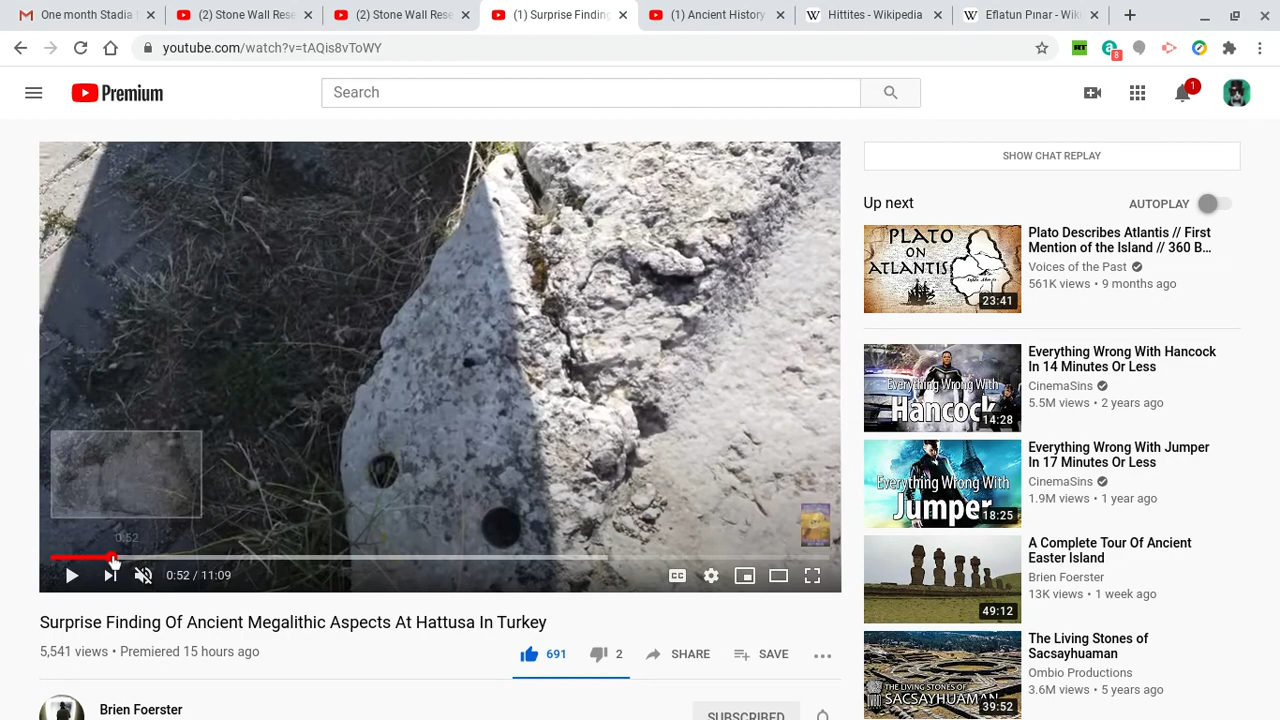 One month Stadia
(2) Stone Wall Rese
(2) Stone Wall Rese
(1) Surprise Finding
(1) Ancient History
Hittites - Wikipedia
Eflatun Pınar - Wiki
youtube.com/watch?v=tAQis8vToWY
RT
8
Premium
Search
1
SHOW CHAT REPLAY
Up next
AUTOPLAY
PLATO
ON
ATLANTIS
23:41
Plato Describes Atlantis // First
Mention of the Island // 360 B...
Voices of the Past
561K views • 9 months ago
Everything Wrong With
Hancock
14:28
Everything Wrong With Hancock
In 14 Minutes Or Less
CinemaSins
5.5M views • 2 years ago
Everything Wrong With
Jumper
18:25
Everything Wrong With Jumper
In 17 Minutes Or Less
CinemaSins
1.9M views • 1 year ago
49:12
A Complete Tour Of Ancient
Easter Island
Brien Foerster
13K views • 1 week ago
THE LIVING STONES OF
SACSAYHUAMAN
39:52
The Living Stones of
Sacsayhuaman
Ombio Productions
3.6M views • 5 years ago
0:52
0:52 / 11:09
CC
Surprise Finding Of Ancient Megalithic Aspects At Hattusa In Turkey
5,541 views • Premiered 15 hours ago
691
2
SHARE
SAVE
Brien Foerster
SUBSCRIBED